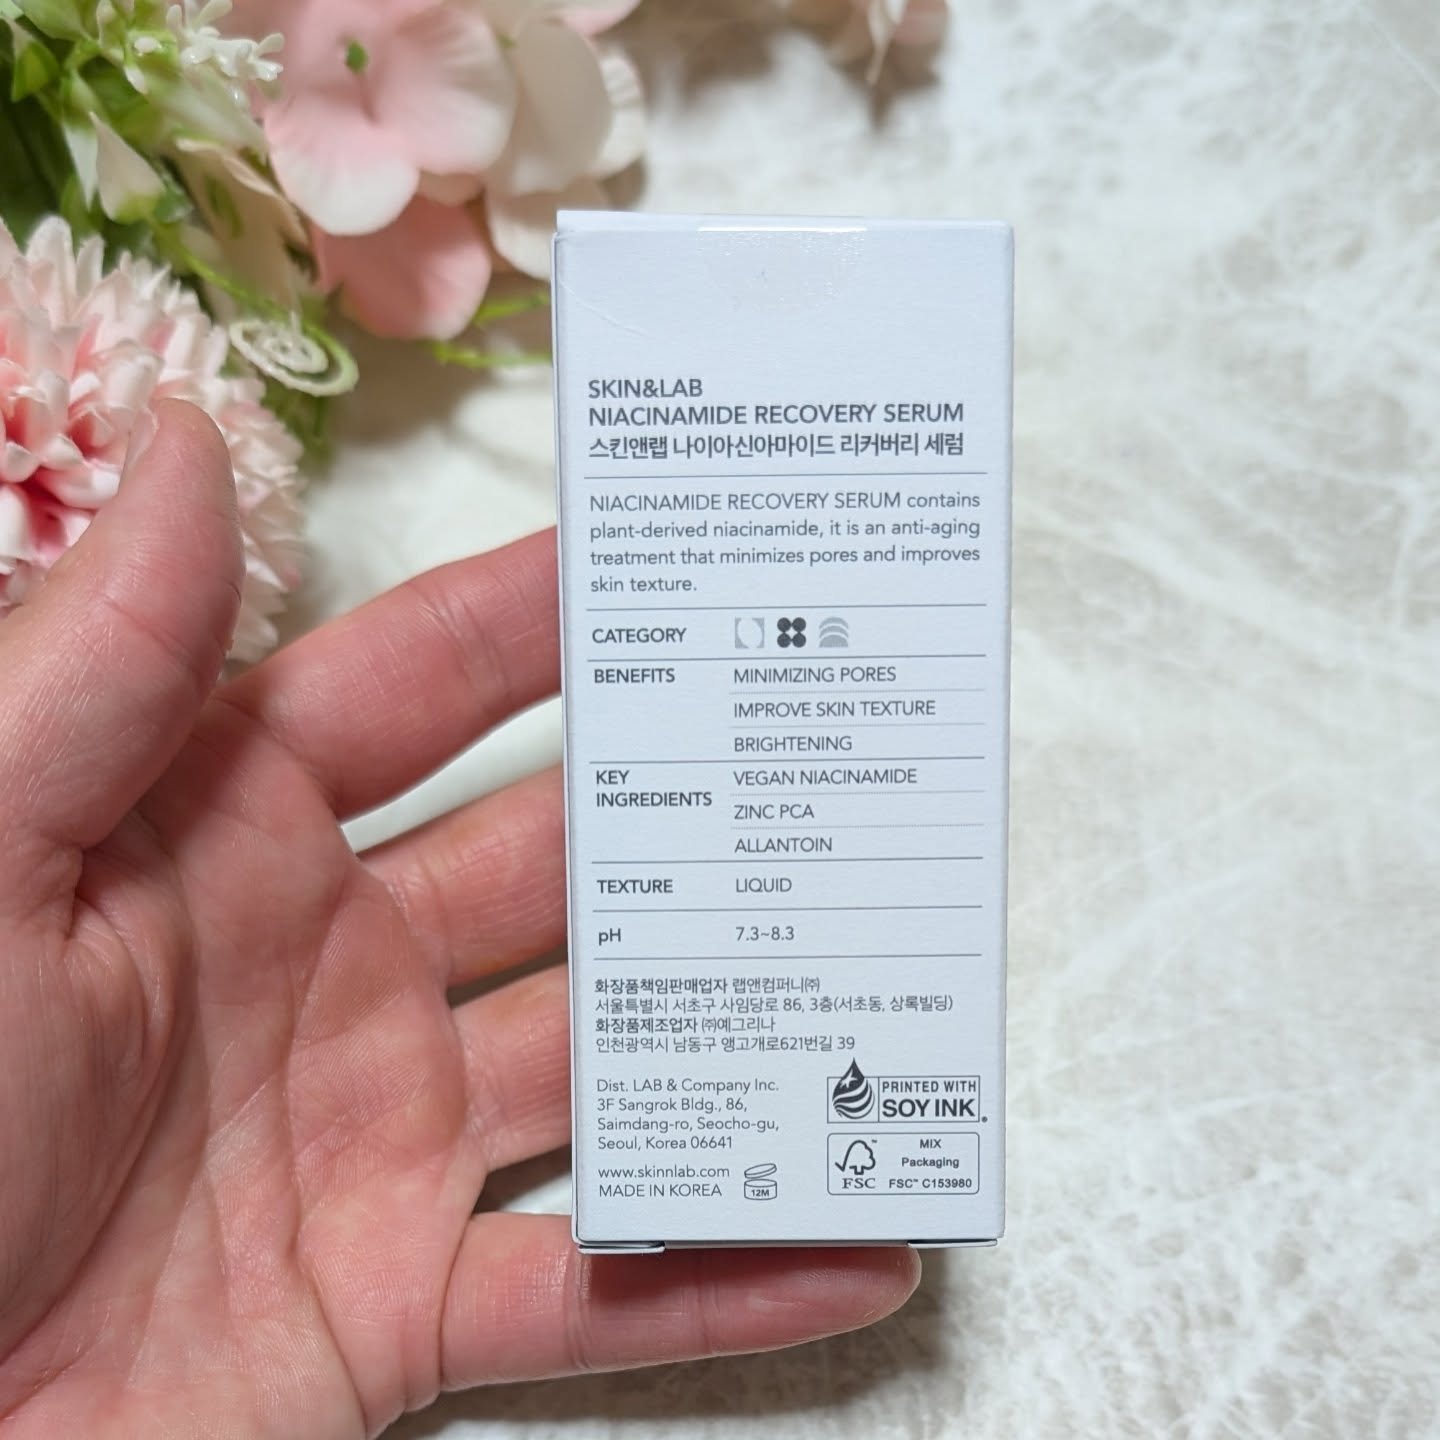 SKIN&LAB
NIACINAMIDE RECOVERY SERUM
스킨앤랩 나이아신아마이드 리커버리 세럼
NIACINAMIDE RECOVERY SERUM contains
plant-derived niacinamide, it is an anti-aging
treatment that minimizes pores and improves
skin texture.
CATEGORY
BENEFITS MINIMIZING PORES
IMPROVE SKIN TEXTURE
BRIGHTENING
KEY INGREDIENTS VEGAN NIACINAMIDE
ZINC PCA
ALLANTOIN
TEXTURE LIQUID
pH 7.3~8.3
화장품책임판매업자 랩앤컴퍼니㈜
서울특별시 서초구 사임당로 86, 3층(서초동, 상록빌딩)
화장품제조업자 ㈜예그리나
인천광역시 남동구 앵고개로621번길 39
Dist. LAB & Company Inc.
3F Sangrok Bldg., 86,
Saimdang-ro, Seocho-gu,
Seoul, Korea 06641
www.skinnlab.com
MADE IN KOREA
12M
PRINTED WITH
SOY INK®
MIX
Packaging
FSC™ C153980
FSC™